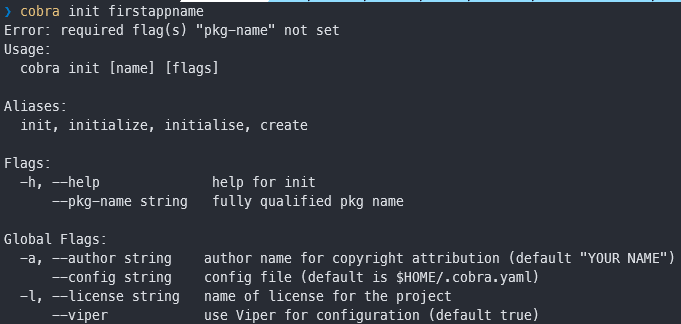 ❯ cobra init firstappname
Error: required flag(s) "pkg-name" not set
Usage:
  cobra init [name] [flags]

Aliases:
  init, initialize, initialise, create

Flags:
  -h, --help              help for init
      --pkg-name string   fully qualified pkg name

Global Flags:
  -a, --author string    author name for copyright attribution (default "YOUR NAME")
      --config string    config file (default is $HOME/.cobra.yaml)
  -l, --license string   name of license for the project
      --viper            use Viper for configuration (default true)